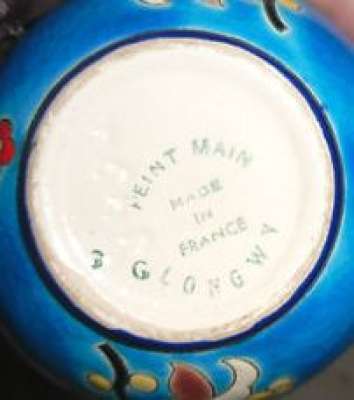 PEINT MAIN
MADE
IN
FRANCE
B G LONGWY